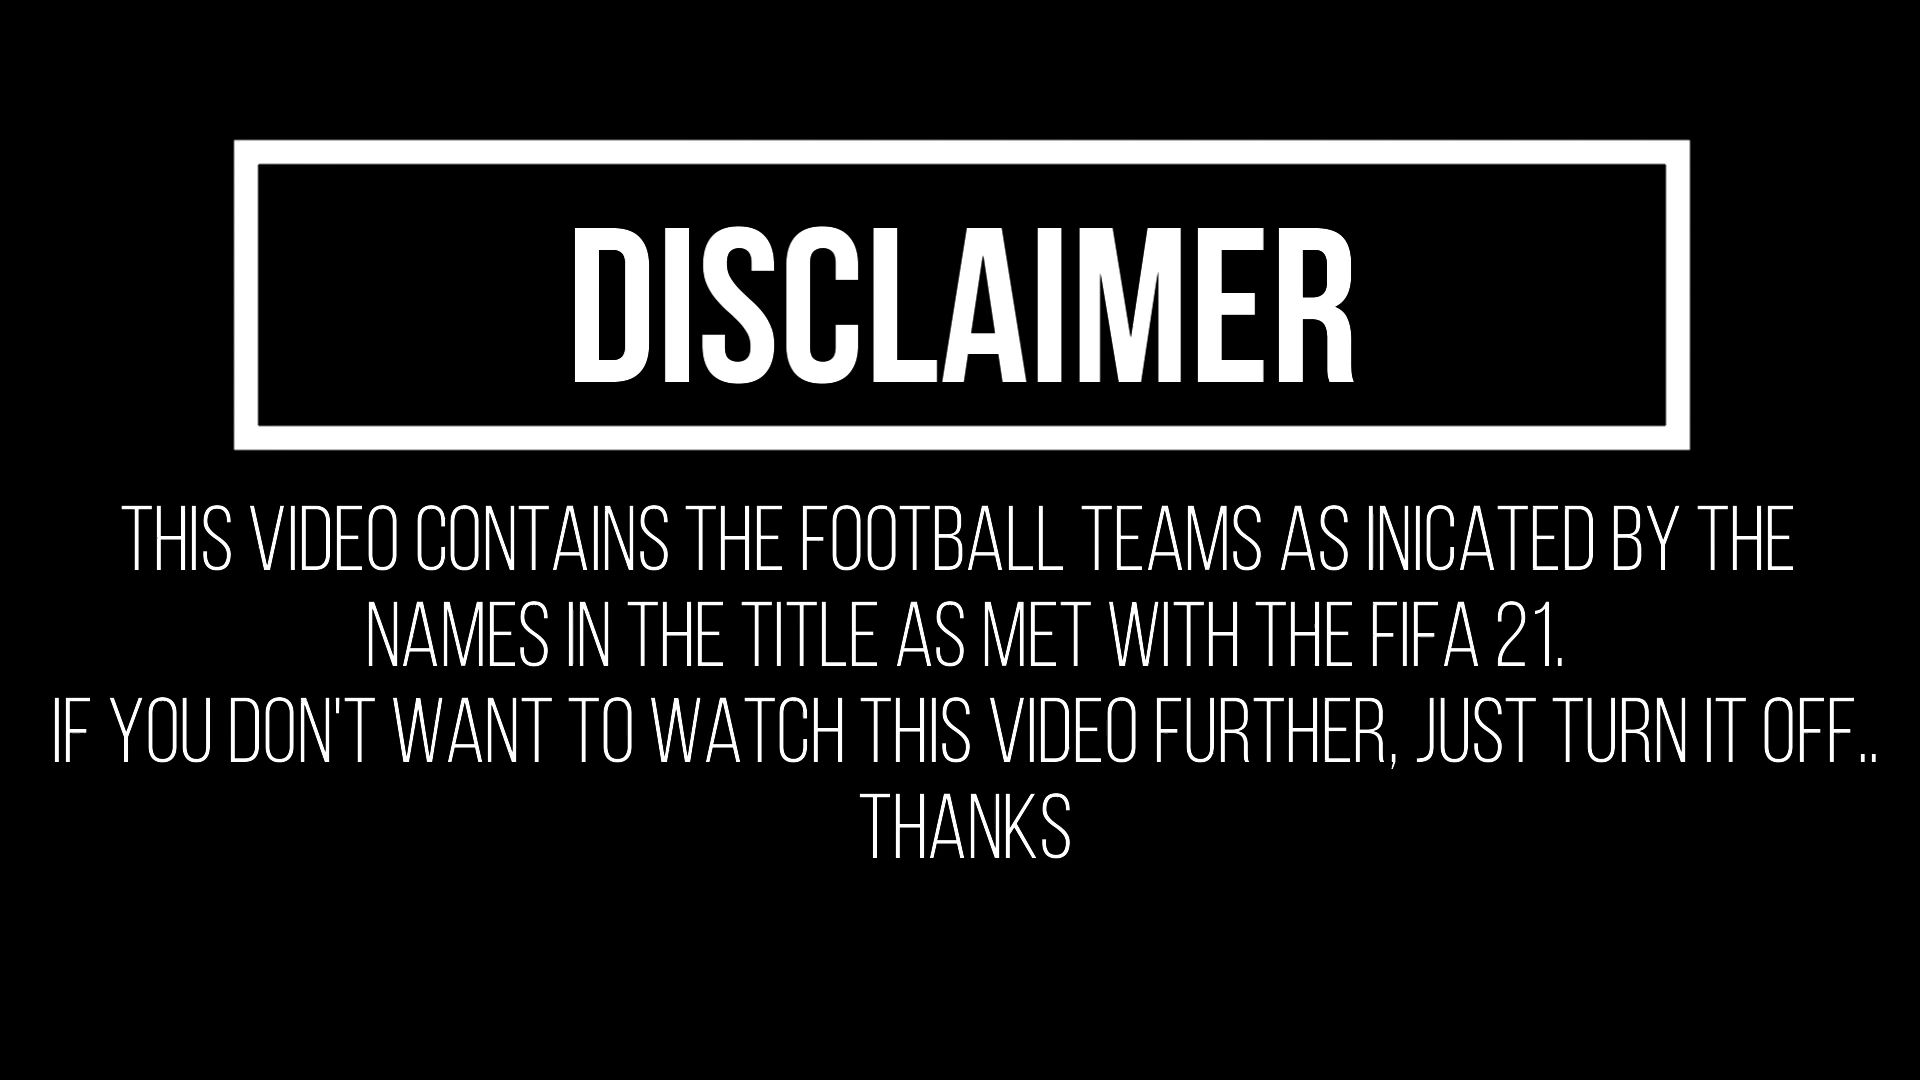 DISCLAIMER
THIS VIDEO CONTAINS THE FOOTBALL TEAMS AS INICATED BY THE
NAMES IN THE TITLE AS MET WITH THE FIFA 21.
IF YOU DON'T WANT TO WATCH THIS VIDEO FURTHER, JUST TURN IT OFF..
THANKS